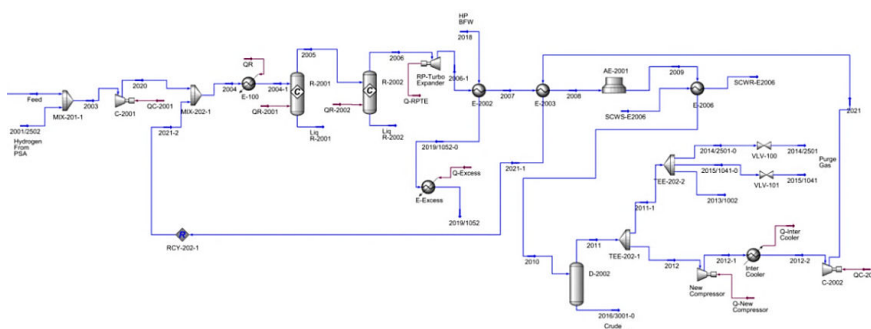 HP
BFW
2018
QR
2005
2006
2020
2004
E-100
2004-1
R-2001
QR-2001
Liq
R-2001
R-2002
QR-2002
Liq
R-2002
RP-Turbo
Expander
Q-RPTE
2006-1
E-2002
2007
E-2003
2008
AE-2001
2009
E-2006
SCWR-E2006
SCWS-E2006
Feed
MIX-201-1
2003
C-2001
QC-2001
2021-2
MIX-202-1
2001/2502
Hydrogen
From
PSA
2019/1052-0
Q-Excess
E-Excess
2019/1052
2021-1
2021
RCY-202-1
2014/2501-0
VLV-100
2014/2501
Purge
Gas
2015/1041-0
VLV-101
2015/1041
TEE-202-2
2013/1002
2011-1
2010
2011
TEE-202-1
2012
D-2002
2016/3001-0
Crude
New
Compressor
Q-New
Compressor
2012-1
Q-Inter
Cooler
Inter
Cooler
2012-2
C-2002